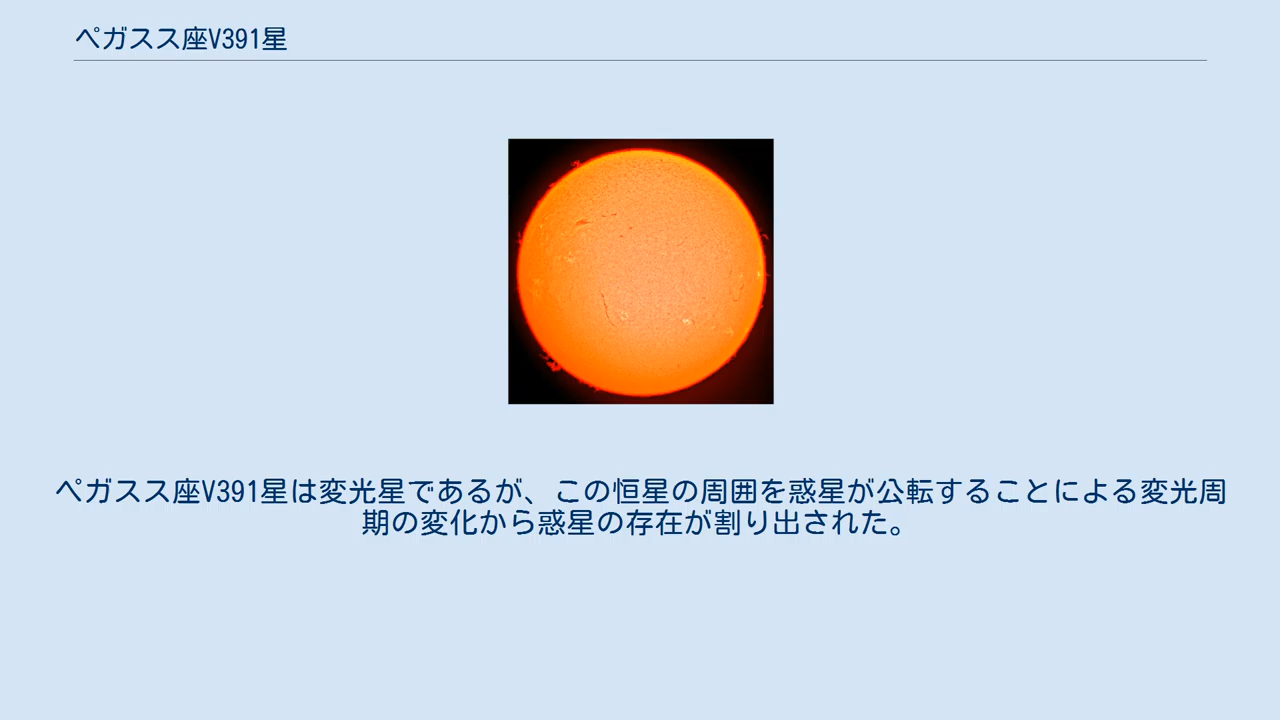 ペガスス座V391星
ペガスス座V391星は変光星であるが、この恒星の周囲を惑星が公転することによる変光周
期の変化から惑星の存在が割り出された。